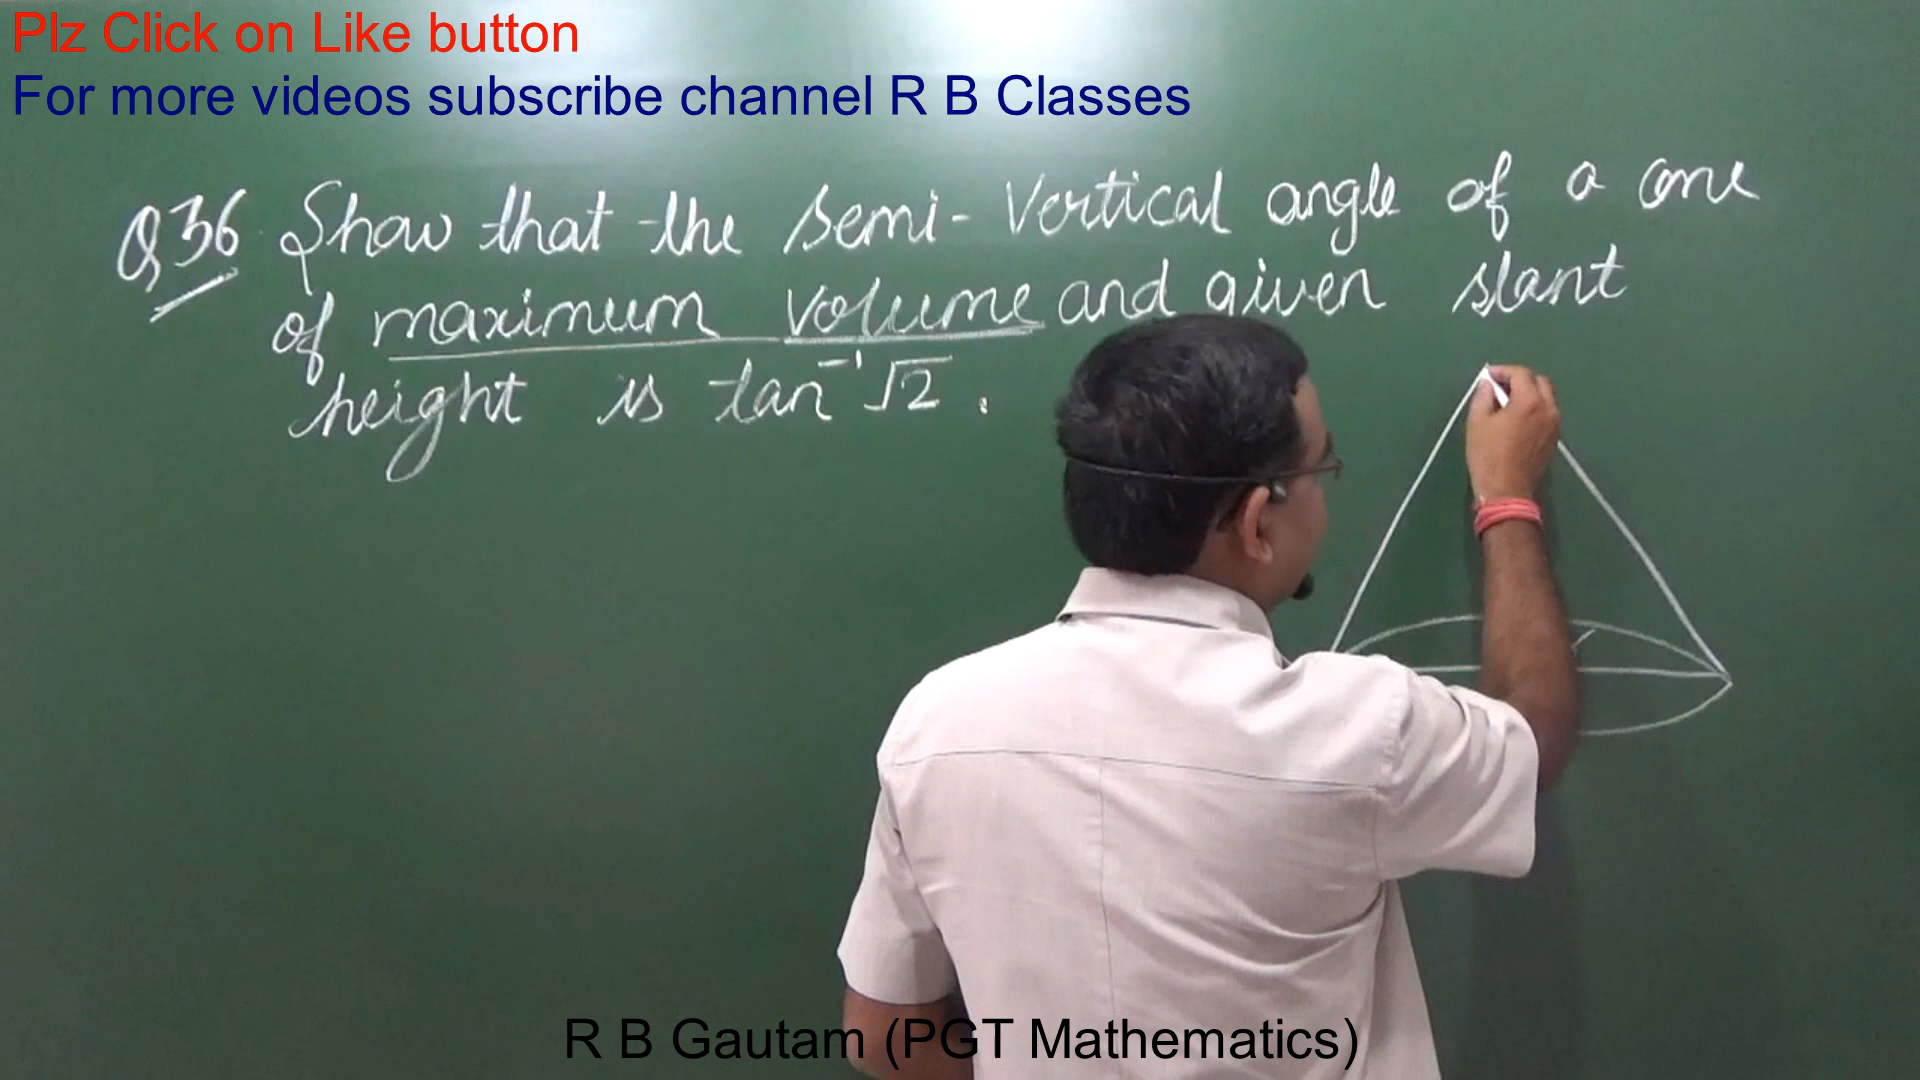 Plz Click on Like button
For more videos subscribe channel R B Classes
Q36 Show that the semi-Vertical angle of a cone
of maximum volume and given slant
height is tan⁻¹ √2 .
R B Gautam (PGT Mathematics)